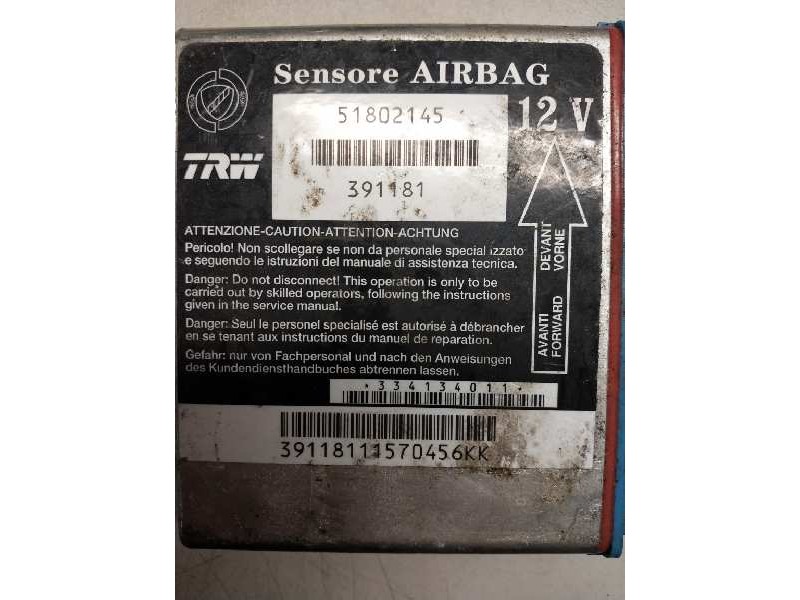 Sensore AIRBAG
51802145
12 V
TRW
391181
ATTENZIONE-CAUTION-ATTENTION-ACHTUNG
Pericolo! Non scollegare se non da personale specializzato
e seguendo le istruzioni del manuale di assistenza tecnica.
Danger: Do not disconnect! This operation is only to be
carried out by skilled operators, following the instructions
given in the service manual.
Danger: Seul le personel specialisé est autorisé à débrancher
en se tenant aux instructions du manuel de reparation.
Gefahr: nur von Fachpersonal und nach den Anweisungen
des Kundendiensthandbuches abtrennen lassen.
AVANTI DEVANT
FORWARD VORNE
*334134011*
39118111570456KK